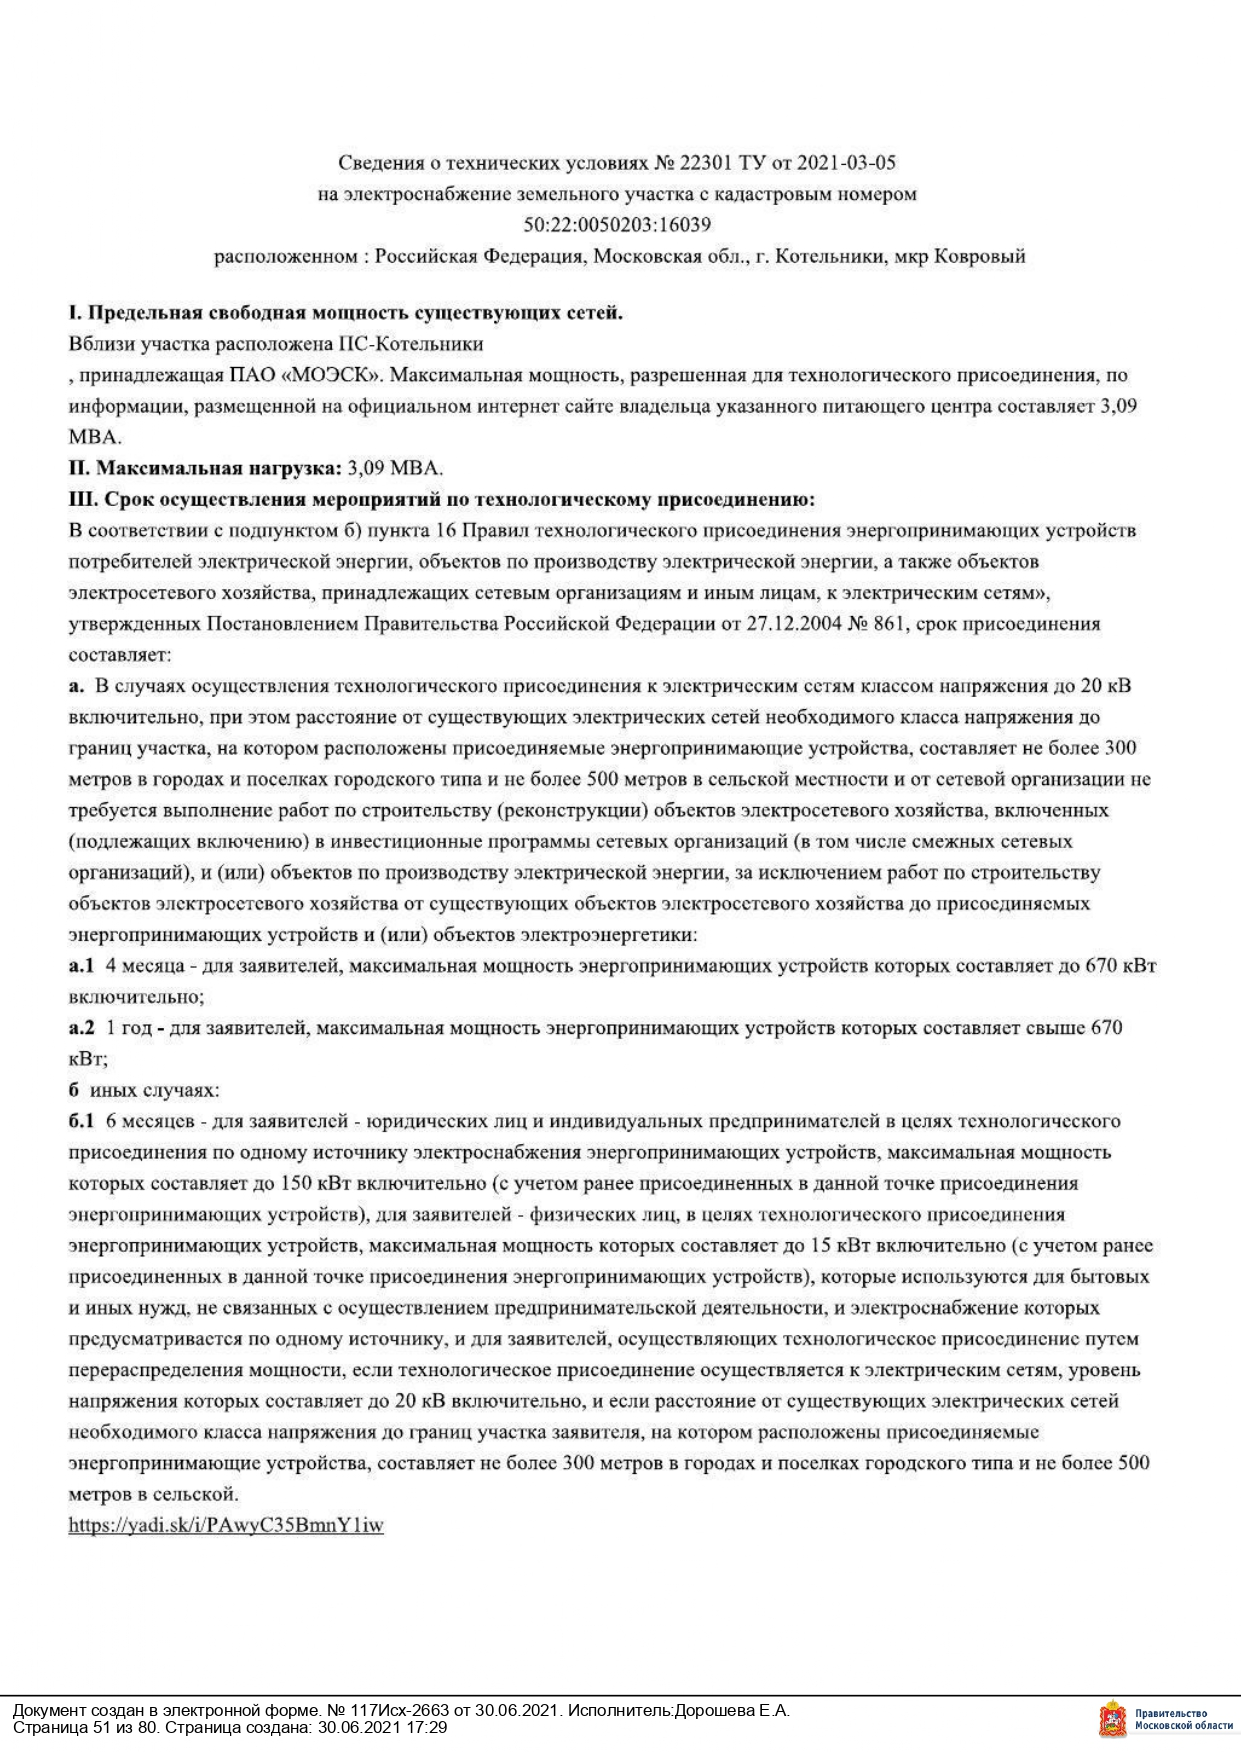 Сведения о технических условиях № 22301 ТУ от 2021-03-05
на электроснабжение земельного участка с кадастровым номером
50:22:0050203:16039
расположенном : Российская Федерация, Московская обл., г. Котельники, мкр Ковровый
I. Предельная свободная мощность существующих сетей.
Вблизи участка расположена ПС-Котельники
, принадлежащая ПАО «МОЭСК». Максимальная мощность, разрешенная для технологического присоединения, по
информации, размещенной на официальном интернет сайте владельца указанного питающего центра составляет 3,09
МВА.
II. Максимальная нагрузка: 3,09 МВА.
III. Срок осуществления мероприятий по технологическому присоединению:
В соответствии с подпунктом б) пункта 16 Правил технологического присоединения энергопринимающих устройств
потребителей электрической энергии, объектов по производству электрической энергии, а также объектов
электросетевого хозяйства, принадлежащих сетевым организациям и иным лицам, к электрическим сетям»,
утвержденных Постановлением Правительства Российской Федерации от 27.12.2004 № 861, срок присоединения
составляет:
а. В случаях осуществления технологического присоединения к электрическим сетям классом напряжения до 20 кВ
включительно, при этом расстояние от существующих электрических сетей необходимого класса напряжения до
границ участка, на котором расположены присоединяемые энергопринимающие устройства, составляет не более 300
метров в городах и поселках городского типа и не более 500 метров в сельской местности и от сетевой организации не
требуется выполнение работ по строительству (реконструкции) объектов электросетевого хозяйства, включенных
(подлежащих включению) в инвестиционные программы сетевых организаций (в том числе смежных сетевых
организаций), и (или) объектов по производству электрической энергии, за исключением работ по строительству
объектов электросетевого хозяйства от существующих объектов электросетевого хозяйства до присоединяемых
энергопринимающих устройств и (или) объектов электроэнергетики:
а.1 4 месяца - для заявителей, максимальная мощность энергопринимающих устройств которых составляет до 670 кВт
включительно;
а.2 1 год - для заявителей, максимальная мощность энергопринимающих устройств которых составляет свыше 670
кВт;
б иных случаях:
б.1 6 месяцев - для заявителей - юридических лиц и индивидуальных предпринимателей в целях технологического
присоединения по одному источнику электроснабжения энергопринимающих устройств, максимальная мощность
которых составляет до 150 кВт включительно (с учетом ранее присоединенных в данной точке присоединения
энергопринимающих устройств), для заявителей - физических лиц, в целях технологического присоединения
энергопринимающих устройств, максимальная мощность которых составляет до 15 кВт включительно (с учетом ранее
присоединенных в данной точке присоединения энергопринимающих устройств), которые используются для бытовых
и иных нужд, не связанных с осуществлением предпринимательской деятельности, и электроснабжение которых
предусматривается по одному источнику, и для заявителей, осуществляющих технологическое присоединение путем
перераспределения мощности, если технологическое присоединение осуществляется к электрическим сетям, уровень
напряжения которых составляет до 20 кВ включительно, и если расстояние от существующих электрических сетей
необходимого класса напряжения до границ участка заявителя, на котором расположены присоединяемые
энергопринимающие устройства, составляет не более 300 метров в городах и поселках городского типа и не более 500
метров в сельской.
https://yadi.sk/i/PAwyC35BmnY1iw
Документ создан в электронной форме. № 117Исх-2663 от 30.06.2021. Исполнитель:Дорошева Е.А.
Страница 51 из 80. Страница создана: 30.06.2021 17:29
Правительство
Московской области